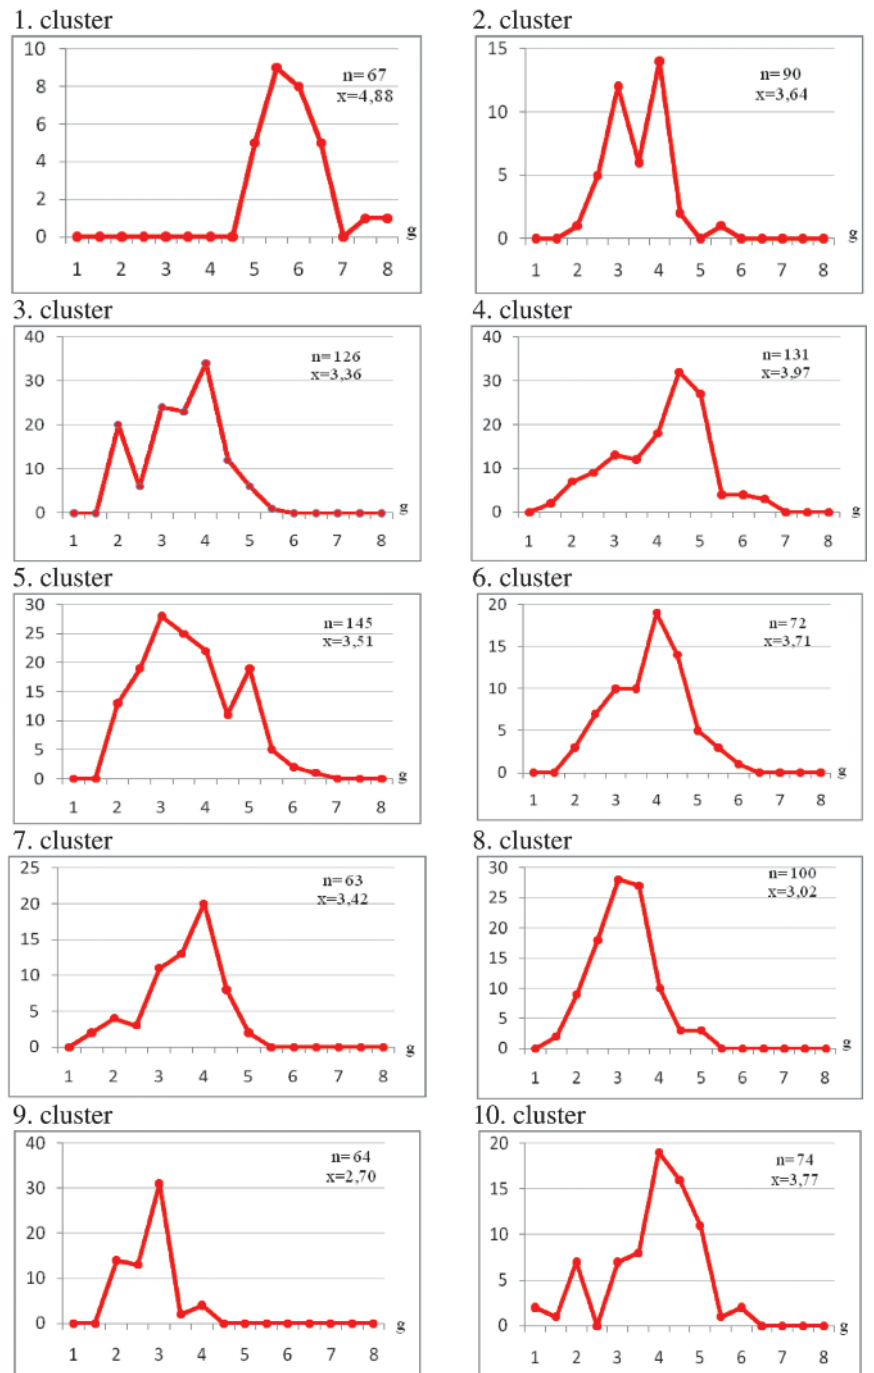 1. cluster
10
8
6
4
2
0
n=67
x=4,88
1 2 3 4 5 6 7 8
g
2. cluster
15
10
5
0
n=90
x=3,64
1 2 3 4 5 6 7 8
g
3. cluster
40
30
20
10
0
n=126
x=3,36
1 2 3 4 5 6 7 8
g
4. cluster
40
30
20
10
0
n=131
x=3,97
1 2 3 4 5 6 7 8
g
5. cluster
30
25
20
15
10
5
0
n=145
x=3,51
1 2 3 4 5 6 7 8
g
6. cluster
20
15
10
5
0
n=72
x=3,71
1 2 3 4 5 6 7 8
g
7. cluster
25
20
15
10
5
0
n=63
x=3,42
1 2 3 4 5 6 7 8
g
8. cluster
30
25
20
15
10
5
0
n=100
x=3,02
1 2 3 4 5 6 7 8
g
9. cluster
40
30
20
10
0
n=64
x=2,70
1 2 3 4 5 6 7 8
g
10. cluster
20
15
10
5
0
n=74
x=3,77
1 2 3 4 5 6 7 8
g